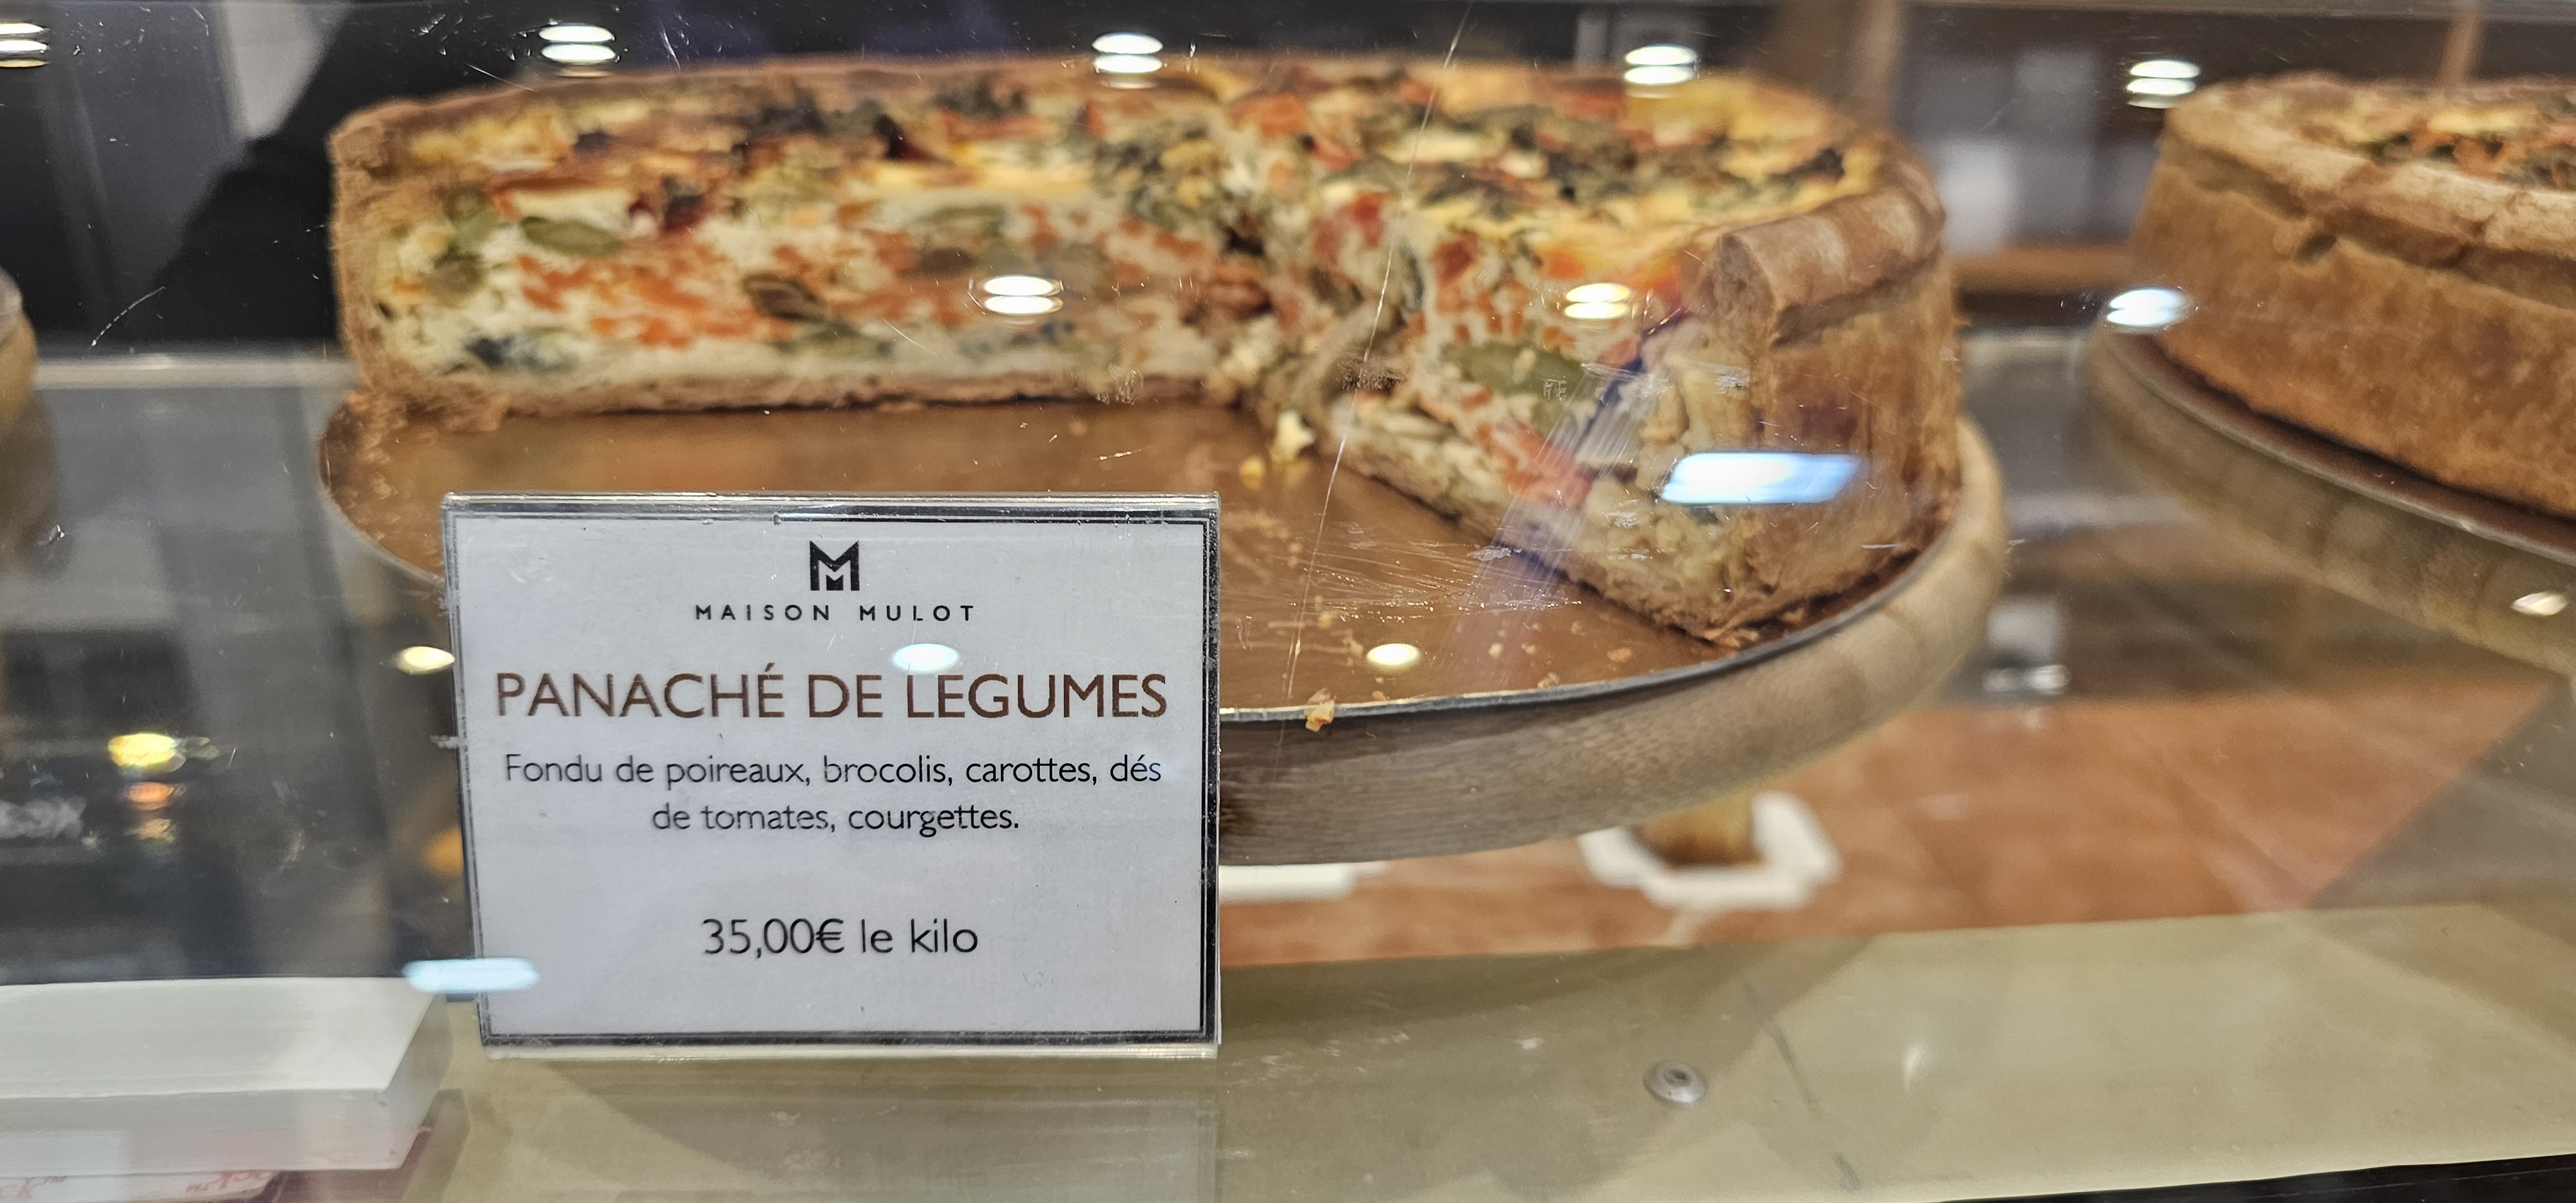 MAISON MULOT
PANACHÉ DE LEGUMES
Fondu de poireaux, brocolis, carottes, dés
de tomates, courgettes.
35,00€ le kilo